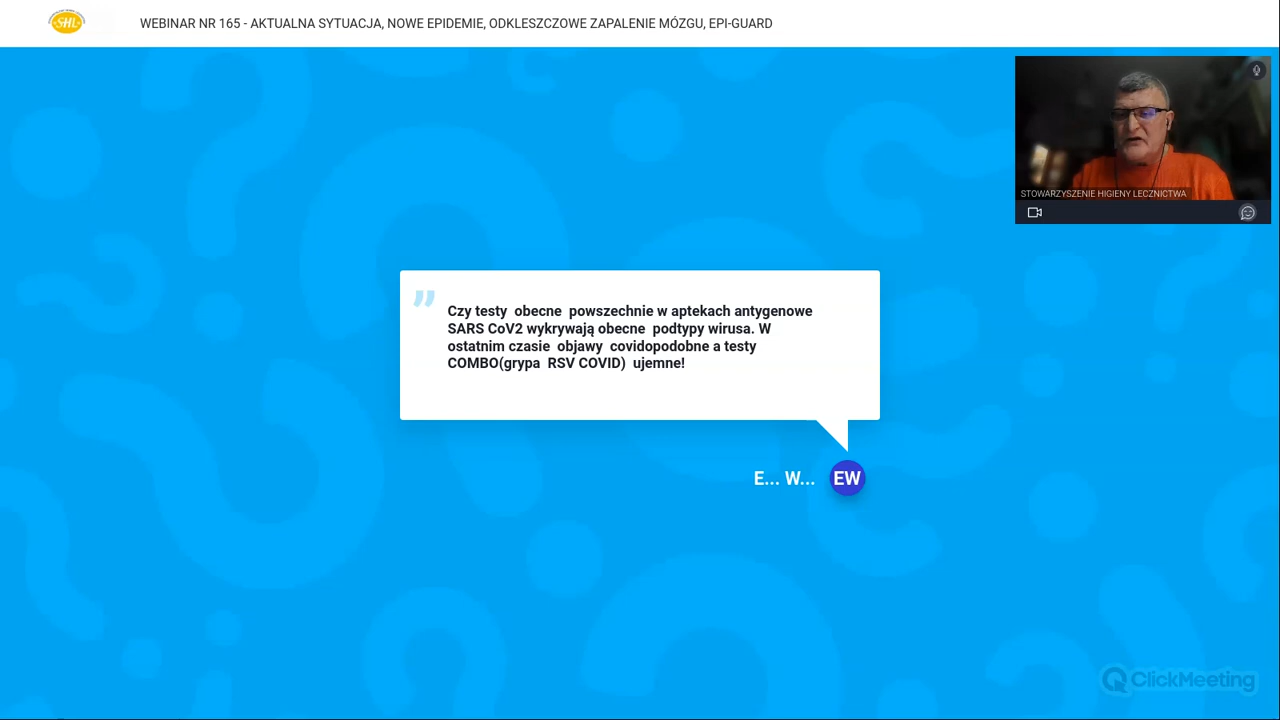 SHL
WEBINAR NR 165 - AKTUALNA SYTUACJA, NOWE EPIDEMIE, ODKLESZCZOWE ZAPALENIE MÓZGU, EPI-GUARD
STOWARZYSZENIE HIGIENY LECZNICTWA
Czy testy  obecne  powszechnie w aptekach antygenowe
SARS CoV2 wykrywają obecne  podtypy wirusa. W
ostatnim czasie  objawy  covidopodobne a testy
COMBO(grypa  RSV COVID)  ujemne!
E... W... EW
ClickMeeting